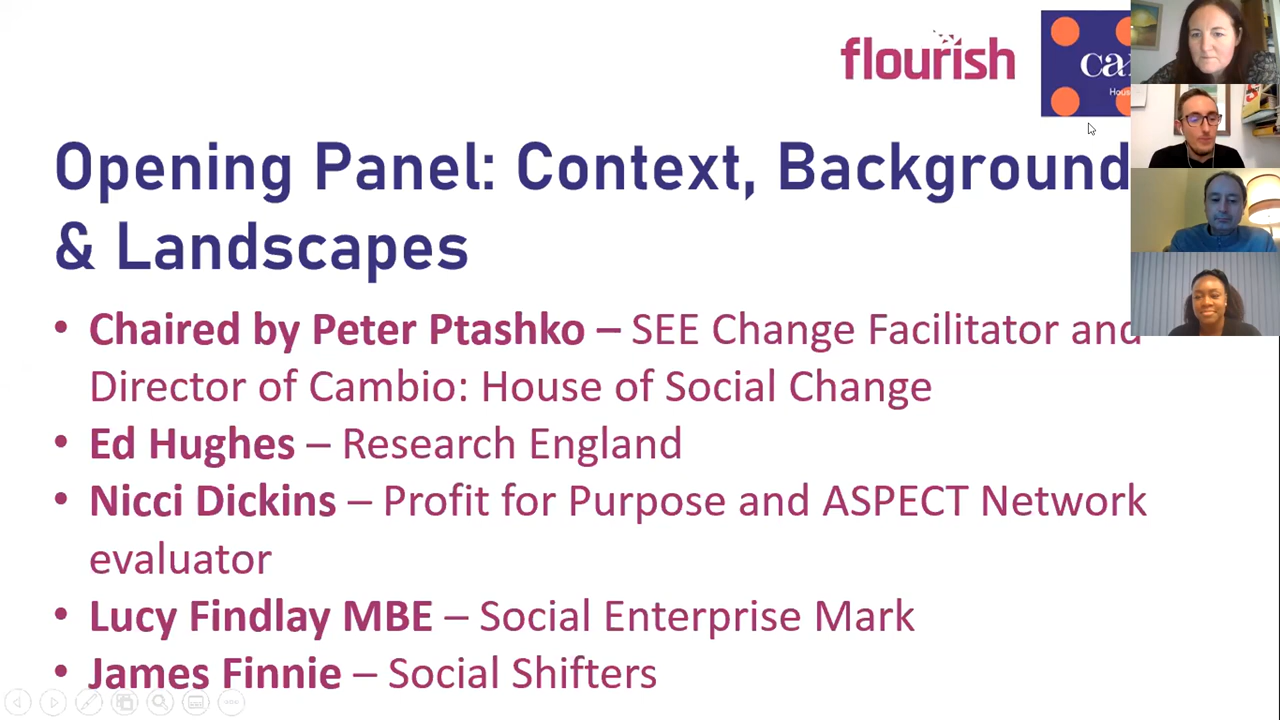 flourish
Opening Panel: Context, Background
& Landscapes
• Chaired by Peter Ptashko – SEE Change Facilitator and
Director of Cambio: House of Social Change
• Ed Hughes – Research England
• Nicci Dickins – Profit for Purpose and ASPECT Network
evaluator
• Lucy Findlay MBE – Social Enterprise Mark
• James Finnie – Social Shifters